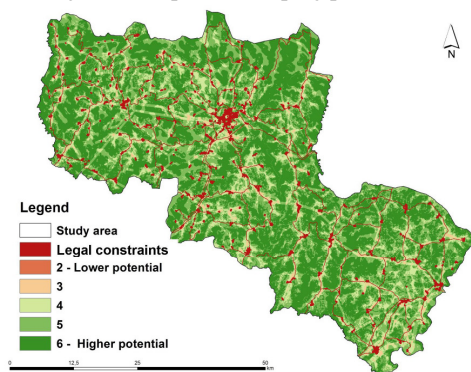 N
Legend
Study area
Legal constraints
2 - Lower potential
3
4
5
6 - Higher potential
0 12.5 25 50
km